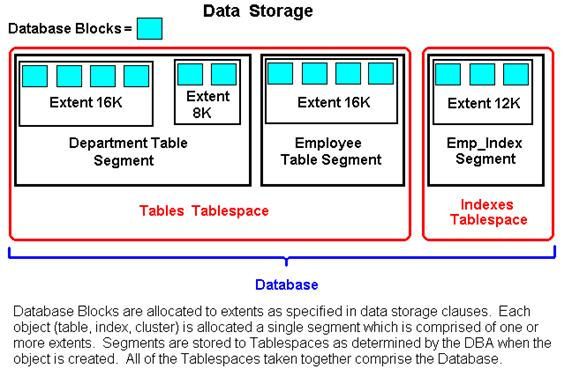 Data Storage
Database Blocks =
Extent 16K
Extent
8K
Department Table
Segment
Extent 16K
Employee
Table Segment
Extent 12K
Emp_Index
Segment
Tables Tablespace
Indexes
Tablespace
Database
Database Blocks are allocated to extents as specified in data storage clauses. Each
object (table, index, cluster) is allocated a single segment which is comprised of one or
more extents. Segments are stored to Tablespaces as determined by the DBA when the
object is created. All of the Tablespaces taken together comprise the Database.